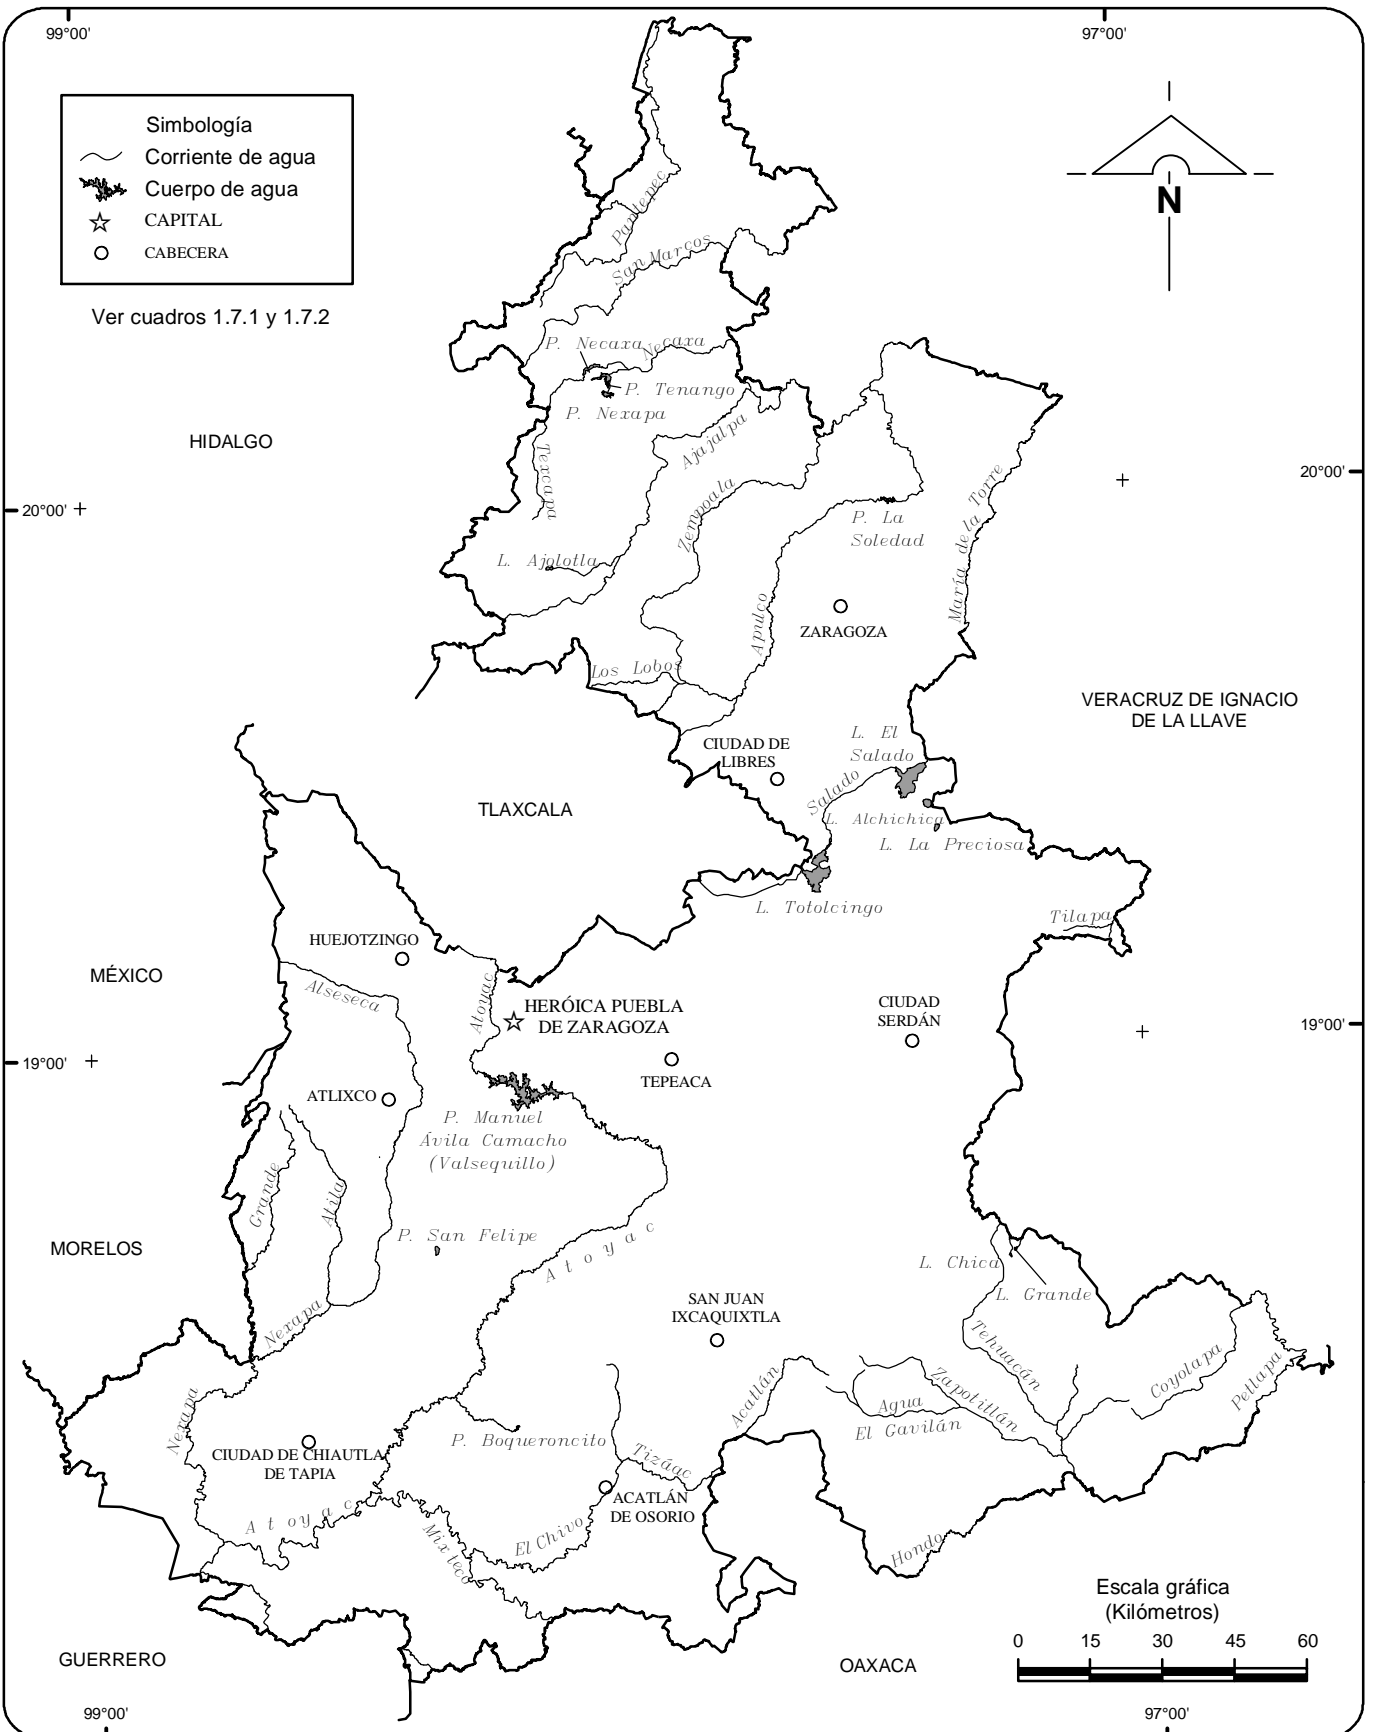 99°00'
97°00'
Simbología
Corriente de agua
Cuerpo de agua
CAPITAL
CABECERA
N
Ver cuadros 1.7.1 y 1.7.2
Pantepec
San Marcos
P. Necaxa
Necaxa
P. Tenango
P. Nexapa
HIDALGO
Texcapa
Ajajalpa
Zempoala
20°00'
20°00'
P. La
Soledad
María de la Torre
L. Ajolotla
Apulco
ZARAGOZA
Los Lobos
VERACRUZ DE IGNACIO
DE LA LLAVE
CIUDAD DE
LIBRES
L. El
Salado
Salado
TLAXCALA
L. Alchichica
L. La Preciosa
L. Totolcingo
Tilapa
HUEJOTZINGO
MÉXICO
Alseseca
Atoyac
HERÓICA PUEBLA
DE ZARAGOZA
CIUDAD
SERDÁN
19°00'
19°00'
TEPEACA
ATLIXCO
P. Manuel
Ávila Camacho
(Valsequillo)
Grande
Atila
MORELOS
P. San Felipe
Atoyac
L. Chica
L. Grande
SAN JUAN
IXCAQUIXTLA
Nexapa
Tehuacán
Coyolapa
Petlapa
Acatlán
Zapotitlán
Agua
El Gavilán
Nexapa
P. Boqueroncito
CIUDAD DE CHIAUTLA
DE TAPIA
Tizáac
ACATLÁN
DE OSORIO
Atoyac
Mixteco
El Chivo
Hondo
Escala gráfica
(Kilómetros)
0 15 30 45 60
GUERRERO
OAXACA
99°00'
97°00'